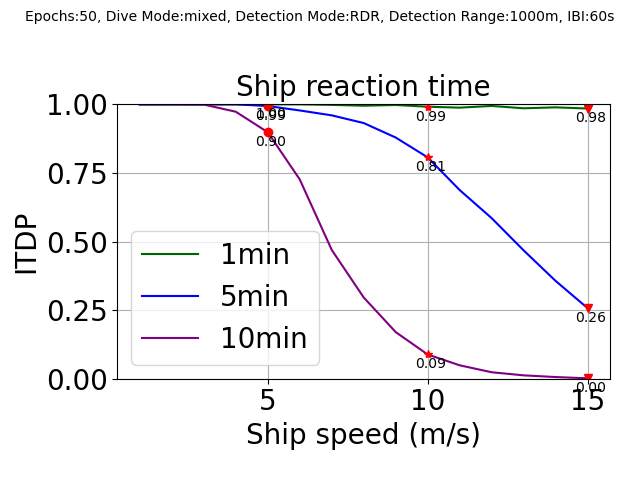 Epochs:50, Dive Mode:mixed, Detection Mode:RDR, Detection Range:1000m, IBI:60s
Ship reaction time
1.00
0.75
0.50
0.25
0.00
ITDP
0.90
0.99
0.81
0.09
0.98
0.26
0.00
1min
5min
10min
5
10
15
Ship speed (m/s)